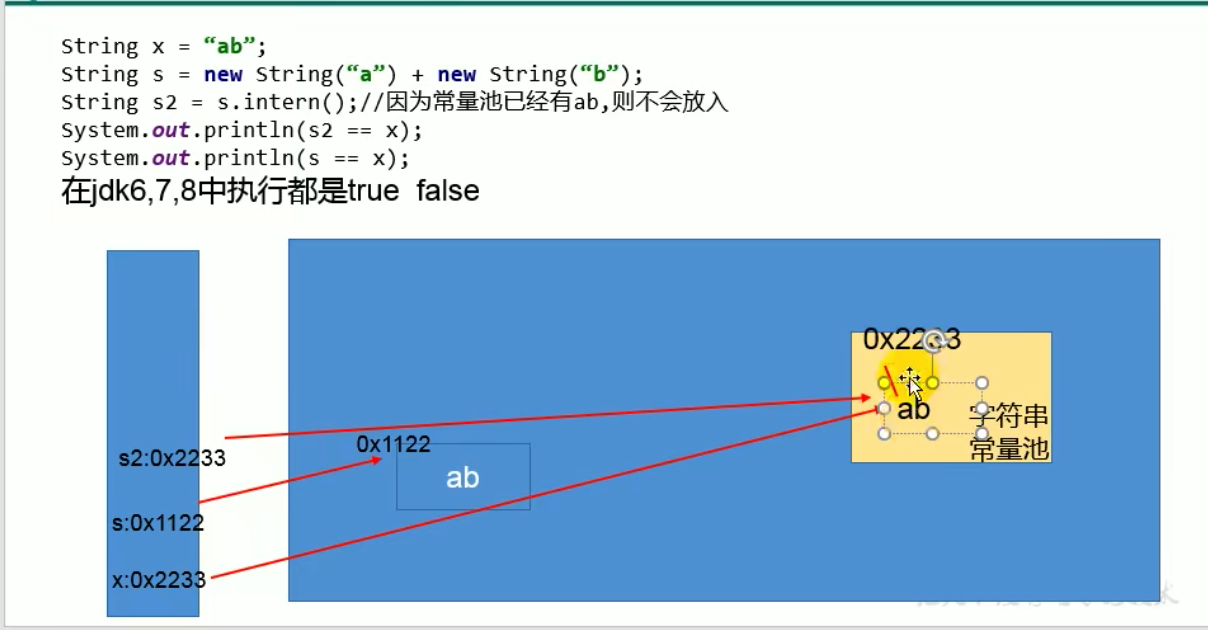 String x = “ab”;
String s = new String(“a”) + new String(“b”);
String s2 = s.intern();//因为常量池已经有ab,则不会放入
System.out.println(s2 == x);
System.out.println(s == x);
在jdk6,7,8中执行都是true false
0x2233
ab
字符串
常量池
0x1122
ab
s2:0x2233
s:0x1122
x:0x2233